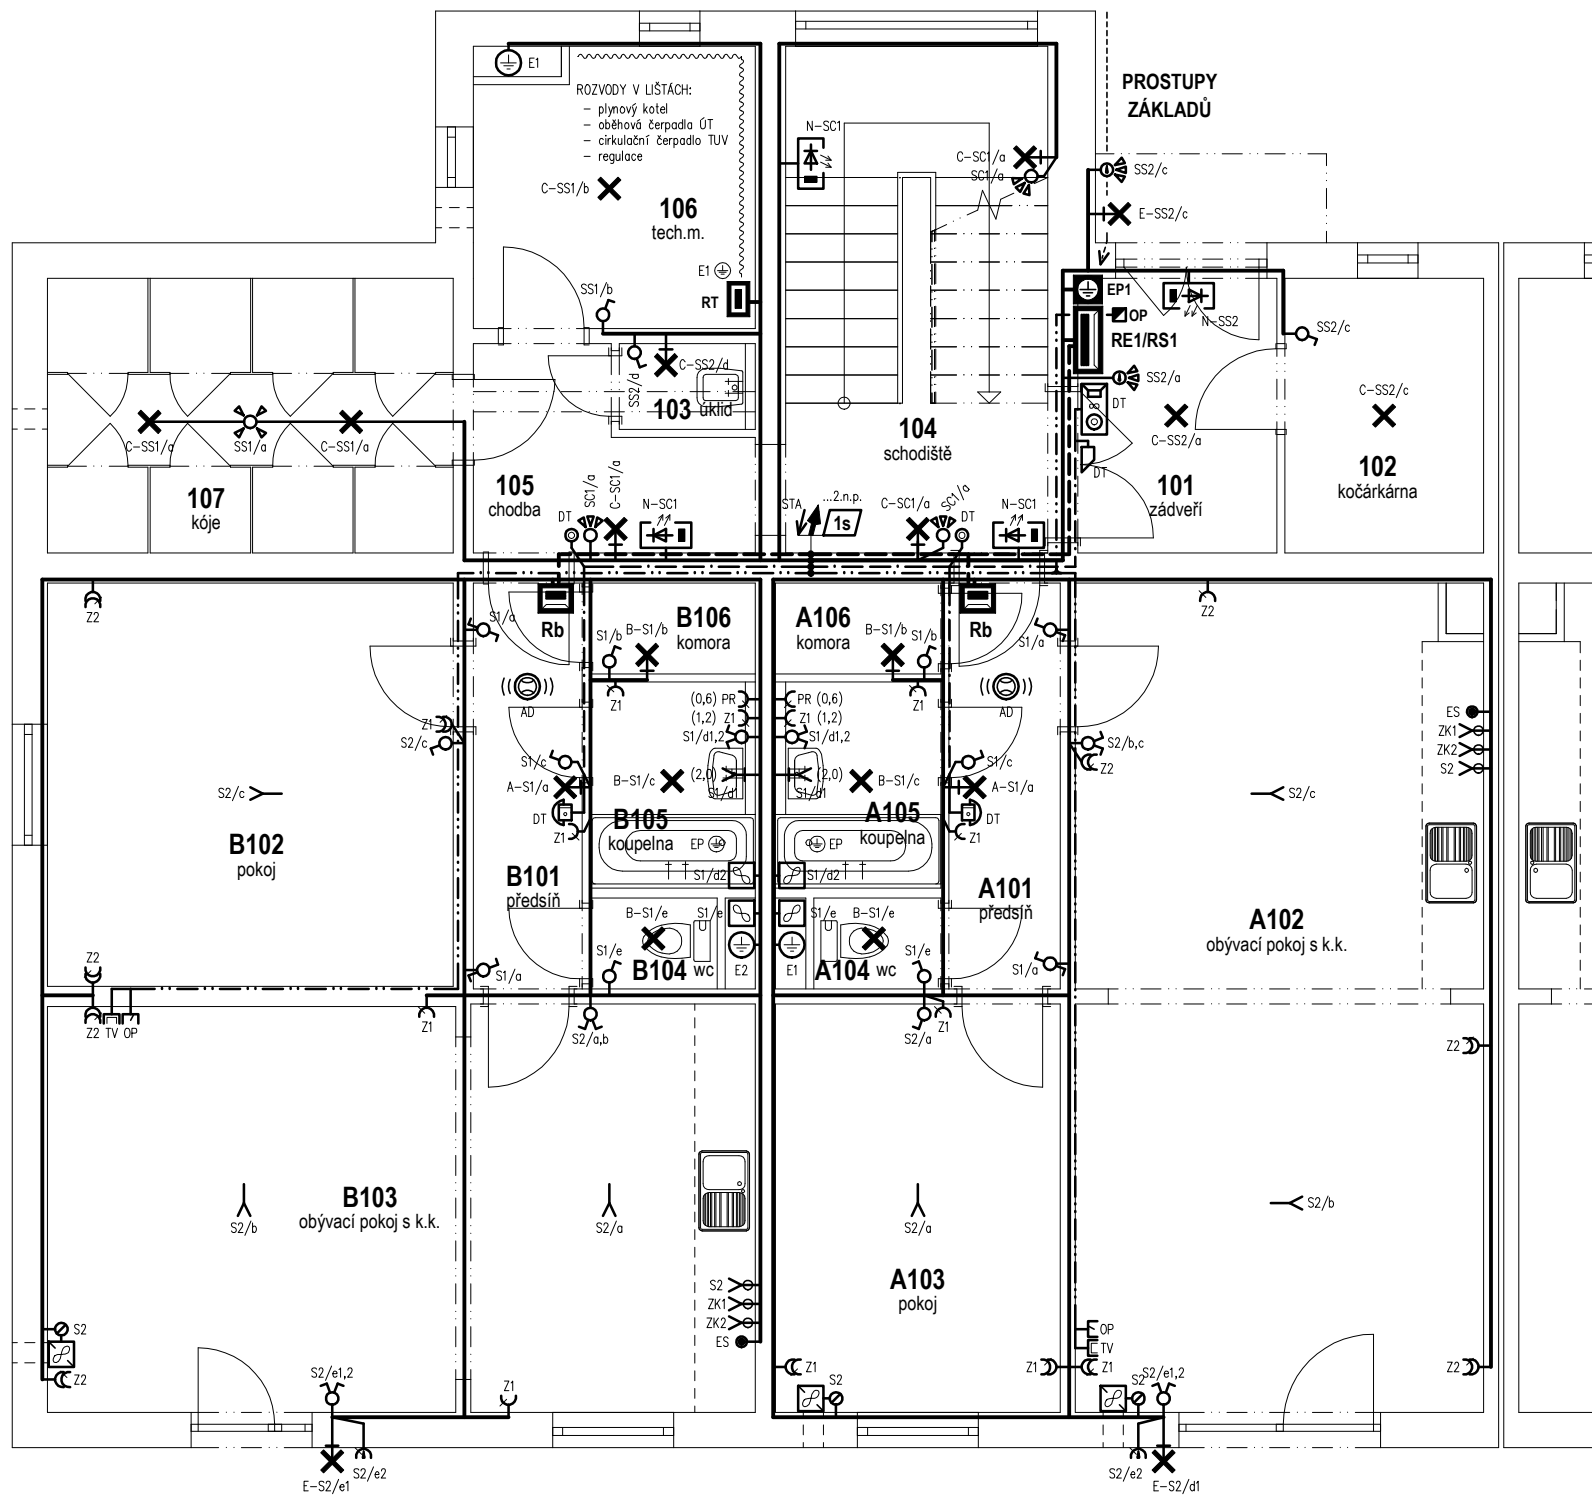 E1
ROZVODY V LIŠTÁCH:
– plynový kotel
– oběhová čerpadla ÚT
– cirkulační čerpadlo TUV
– regulace
C-SS1/b
106
tech.m.
E1
RT
SS1/b
SS2/d
C-SS2/d
103 úklid
N-SC1
C-SC1/a
SC1/a
PROSTUPY
ZÁKLADŮ
SS2/c
E-SS2/c
EP1
OP
N-SS2
RE1/RS1
SS2/c
SS2/a
DT
C-SS2/a
C-SS2/c
DT
101
zádveří
102
kočárkárna
C-SS1/a
SS1/a
C-SS1/a
107
kóje
105
chodba
DT
SC1/a
C-SC1/a
N-SC1
104
schodiště
STA
...2.n.p.
1s
C-SC1/a
SC1/a
DT
N-SC1
Z2
S1/a
Rb
S1/b
B-S1/b
B106
komora
A106
komora
B-S1/b
S1/b
Rb
S1/a
Z2
Z1
Z1
AD
AD
(0,6) PR
PR (0,6)
(1,2) Z1
Z1 (1,2)
S1/d1,2
S1/d1,2
Z1
S2/c
S2/b,c
Z2
ES
ZK1
ZK2
S2
S1/c
A-S1/a
B-S1/c
(2,0)
S1/d1
(2,0)
S1/d1
B-S1/c
S1/c
A-S1/a
S2/c
S2/c
DT
Z1
B105
koupelna
EP
EP
A105
koupelna
DT
Z1
B102
pokoj
B101
předsíň
S1/d2
S1/d2
A101
předsíň
B-S1/e
S1/e
S1/e
B-S1/e
A102
obývací pokoj s k.k.
S1/e
B104 wc
E2
E1
A104 wc
S1/e
S1/a
S1/a
Z2
Z2
TV
OP
Z1
S2/a,b
S2/a
Z1
Z2
B103
obývací pokoj s k.k.
S2/b
S2/a
S2/a
S2/b
A103
pokoj
S2
ZK1
ZK2
ES
S2
Z2
OP
TV
Z1
Z1
Z1
Z2
S2/e1,2
Z1
S2
S2
S2/e1,2
E-S2/e1
S2/e2
S2/e2
E-S2/d1